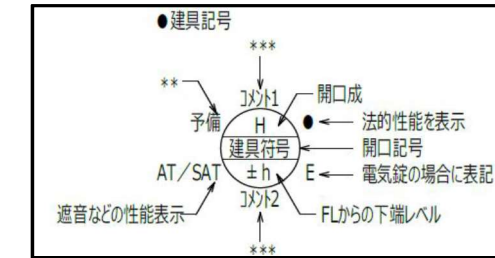 ●建具記号
***
** コメント1 開口成
予備 H ● 法的性能を表示
建具符号 開口記号
AT/SAT ±h E 電気錠の場合に表記
コメント2
遮音などの性能表示 FLからの下端レベル
***